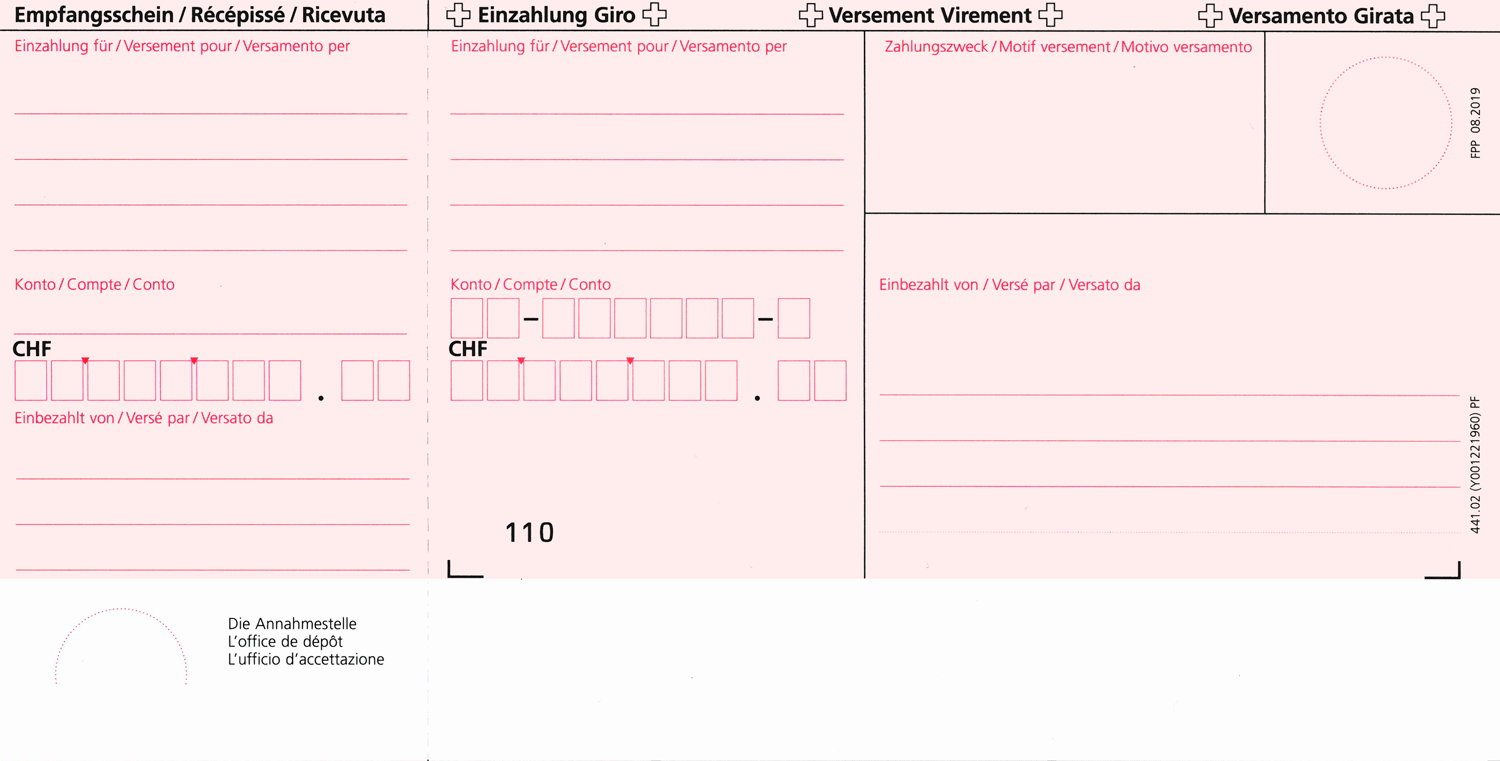 Empfangsschein / Récépissé / Ricevuta
Einzahlung für / Versement pour / Versamento per
Konto / Compte / Conto
CHF
.
Einbezahlt von / Versé par / Versato da
Die Annahmestelle
L'office de dépôt
L'ufficio d'accettazione
Einzahlung Giro
Versement Virement
Versamento Girata
Einzahlung für / Versement pour / Versamento per
Konto / Compte / Conto
– –
CHF
.
110
Zahlungszweck / Motif versement / Motivo versamento
Einbezahlt von / Versé par / Versato da
FPP 08.2019
441.02 (Y001221960) PF